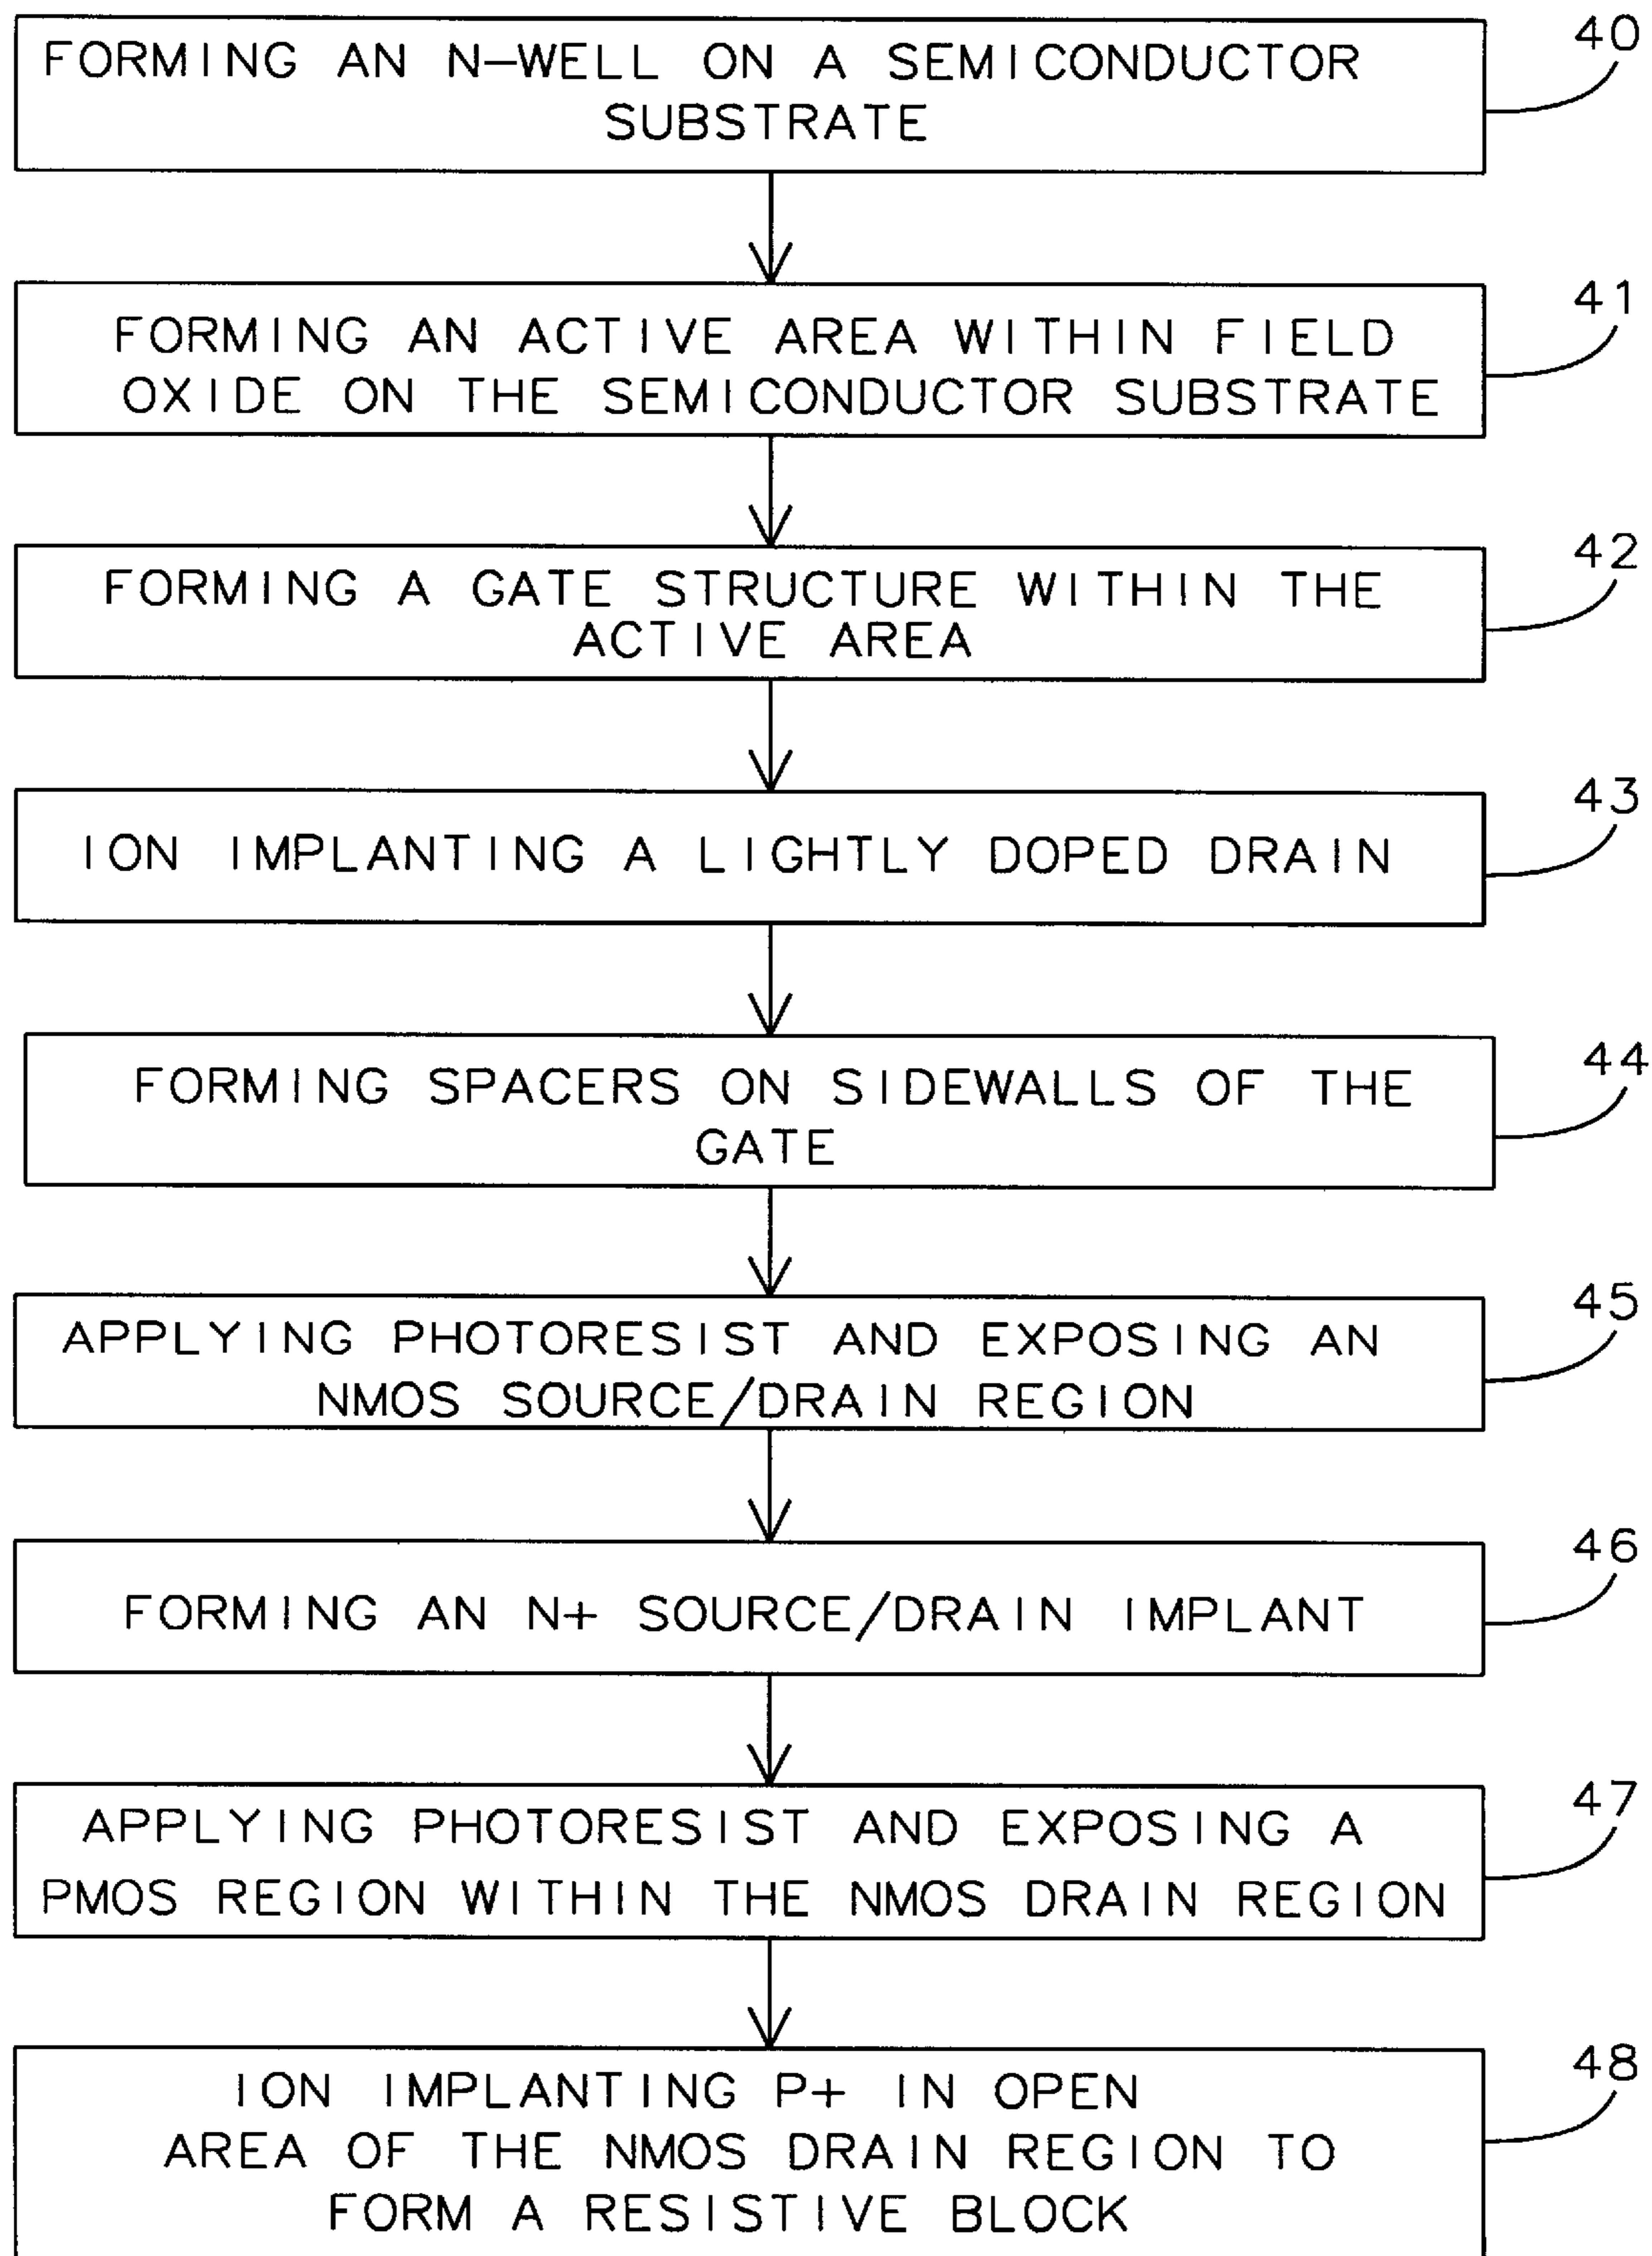 FORMING AN N-WELL ON A SEMICONDUCTOR
SUBSTRATE
40
FORMING AN ACTIVE AREA WITHIN FIELD
OXIDE ON THE SEMICONDUCTOR SUBSTRATE
41
FORMING A GATE STRUCTURE WITHIN THE
ACTIVE AREA
42
ION IMPLANTING A LIGHTLY DOPED DRAIN
43
FORMING SPACERS ON SIDEWALLS OF THE
GATE
44
APPLYING PHOTORESIST AND EXPOSING AN
NMOS SOURCE/DRAIN REGION
45
FORMING AN N+ SOURCE/DRAIN IMPLANT
46
APPLYING PHOTORESIST AND EXPOSING A
PMOS REGION WITHIN THE NMOS DRAIN REGION
47
ION IMPLANTING P+ IN OPEN
AREA OF THE NMOS DRAIN REGION TO
FORM A RESISTIVE BLOCK
48